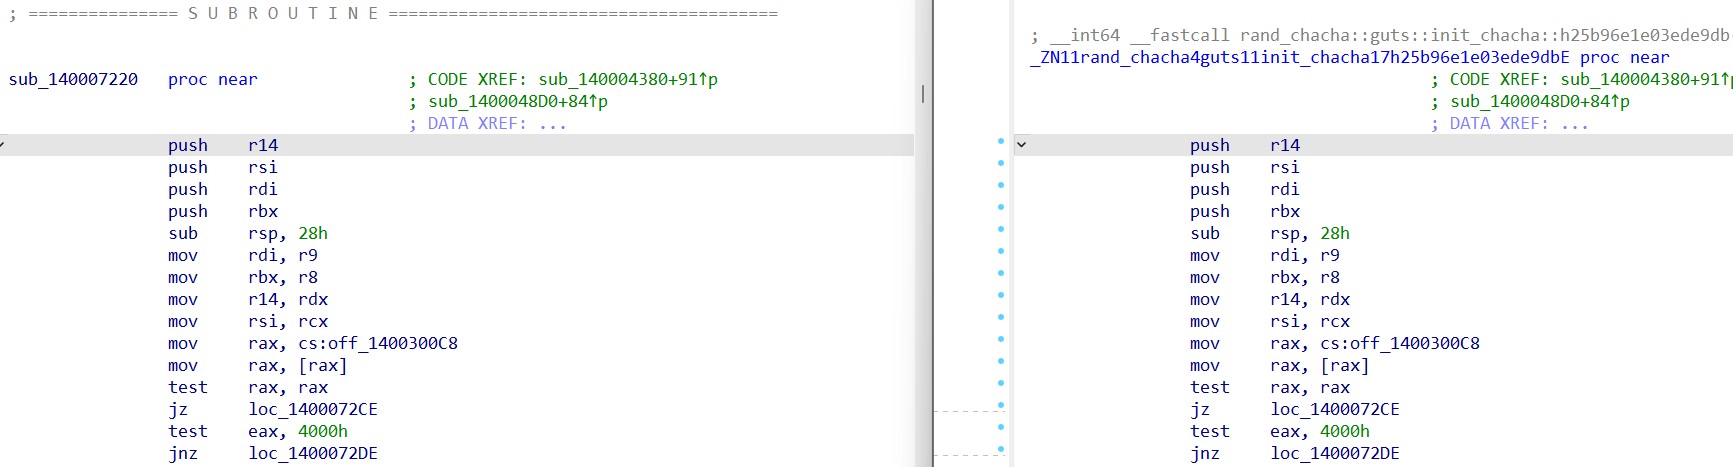 ; =============== S U B R O U T I N E =======================================
sub_140007220 proc near ; CODE XREF: sub_140004380+91↑p
; sub_1400048D0+84↑p
; DATA XREF: ...
push r14
push rsi
push rdi
push rbx
sub rsp, 28h
mov rdi, r9
mov rbx, r8
mov r14, rdx
mov rsi, rcx
mov rax, cs:off_1400300C8
mov rax, [rax]
test rax, rax
jz loc_1400072CE
test eax, 4000h
jnz loc_1400072DE
; __int64 __fastcall rand_chacha::guts::init_chacha::h25b96e1e03ede9db
_ZN11rand_chacha4guts11init_chacha17h25b96e1e03ede9dbE proc near
; CODE XREF: sub_140004380+91↑p
; sub_1400048D0+84↑p
; DATA XREF: ...
push r14
push rsi
push rdi
push rbx
sub rsp, 28h
mov rdi, r9
mov rbx, r8
mov r14, rdx
mov rsi, rcx
mov rax, cs:off_1400300C8
mov rax, [rax]
test rax, rax
jz loc_1400072CE
test eax, 4000h
jnz loc_1400072DE